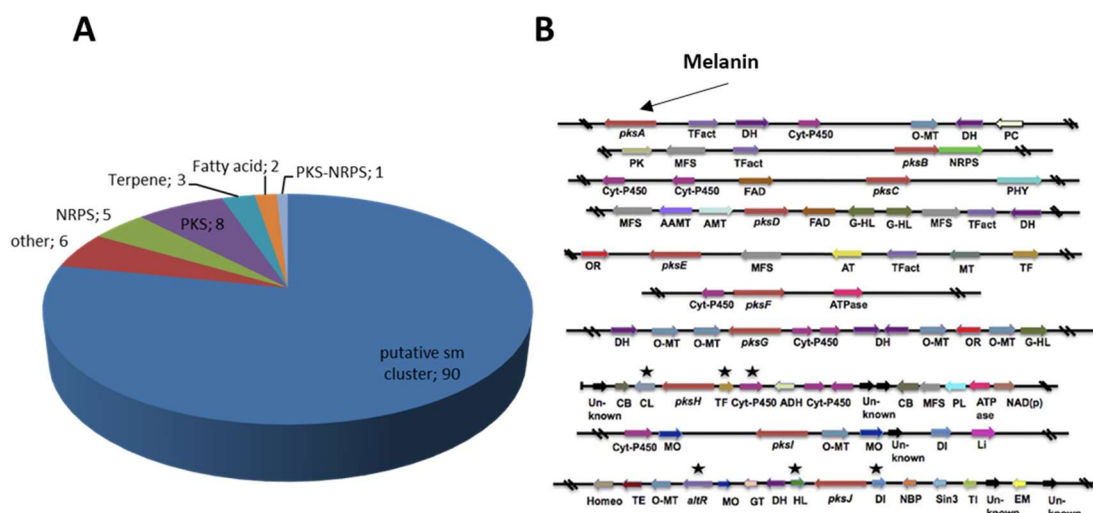 A
B
Melanin
Fatty acid; 2
PKS-NRPS; 1
Terpene; 3
NRPS; 5
PKS; 8
other; 6
putative sm
cluster; 90
pksA TFact DH Cyt-P450 O-MT DH PC
PK MFS TFact pksB NRPS
Cyt-P450 Cyt-P450 FAD pksC PHY
MFS AAMT AMT pksD FAD G-HL G-HL MFS TFact DH
OR pksE MFS AT TFact MT TF
Cyt-P450 pksF ATPase
DH O-MT O-MT pksG Cyt-P450 DH O-MT OR O-MT G-HL
Un- CB CL pksH TF Cyt-P450 ADH Cyt-P450 Un- CB MFS PL ATP NAD(p)
known known ase
Cyt-P450 MO pksI O-MT MO Un- DI Li
known
Homeo TE O-MT altR MO GT DH HL pksJ DI NBP Sin3 TI Un- EM Un-
known known